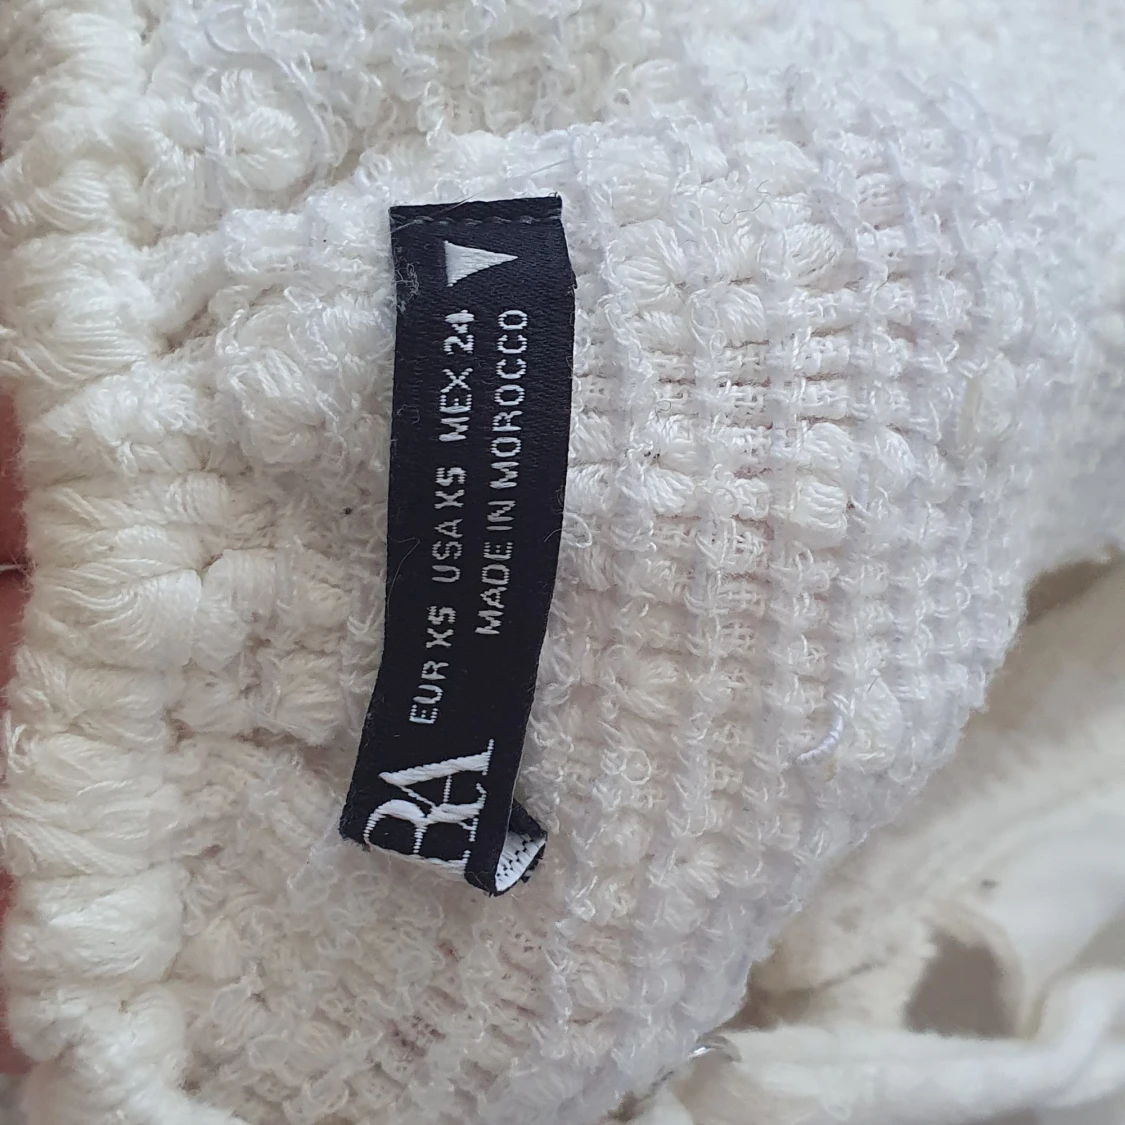 RA
EUR XS USA XS MEX 24
MADE IN MOROCCO